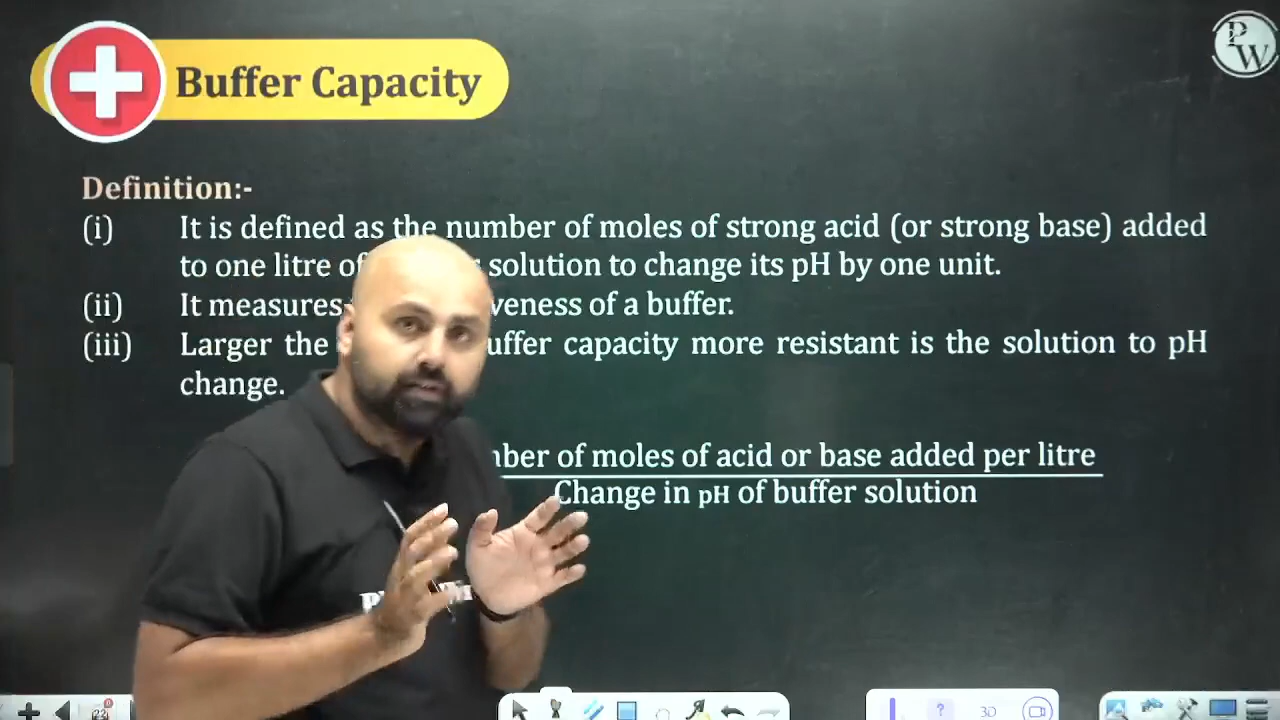 Buffer Capacity
P
W
Definition:-
(i) It is defined as the number of moles of strong acid (or strong base) added
to one litre of solution to change its pH by one unit.
(ii) It measures of a buffer.
(iii) Larger the capacity more resistant is the solution to pH
change.
of moles of acid or base added per litre
Change in pH of buffer solution
22
?
3D